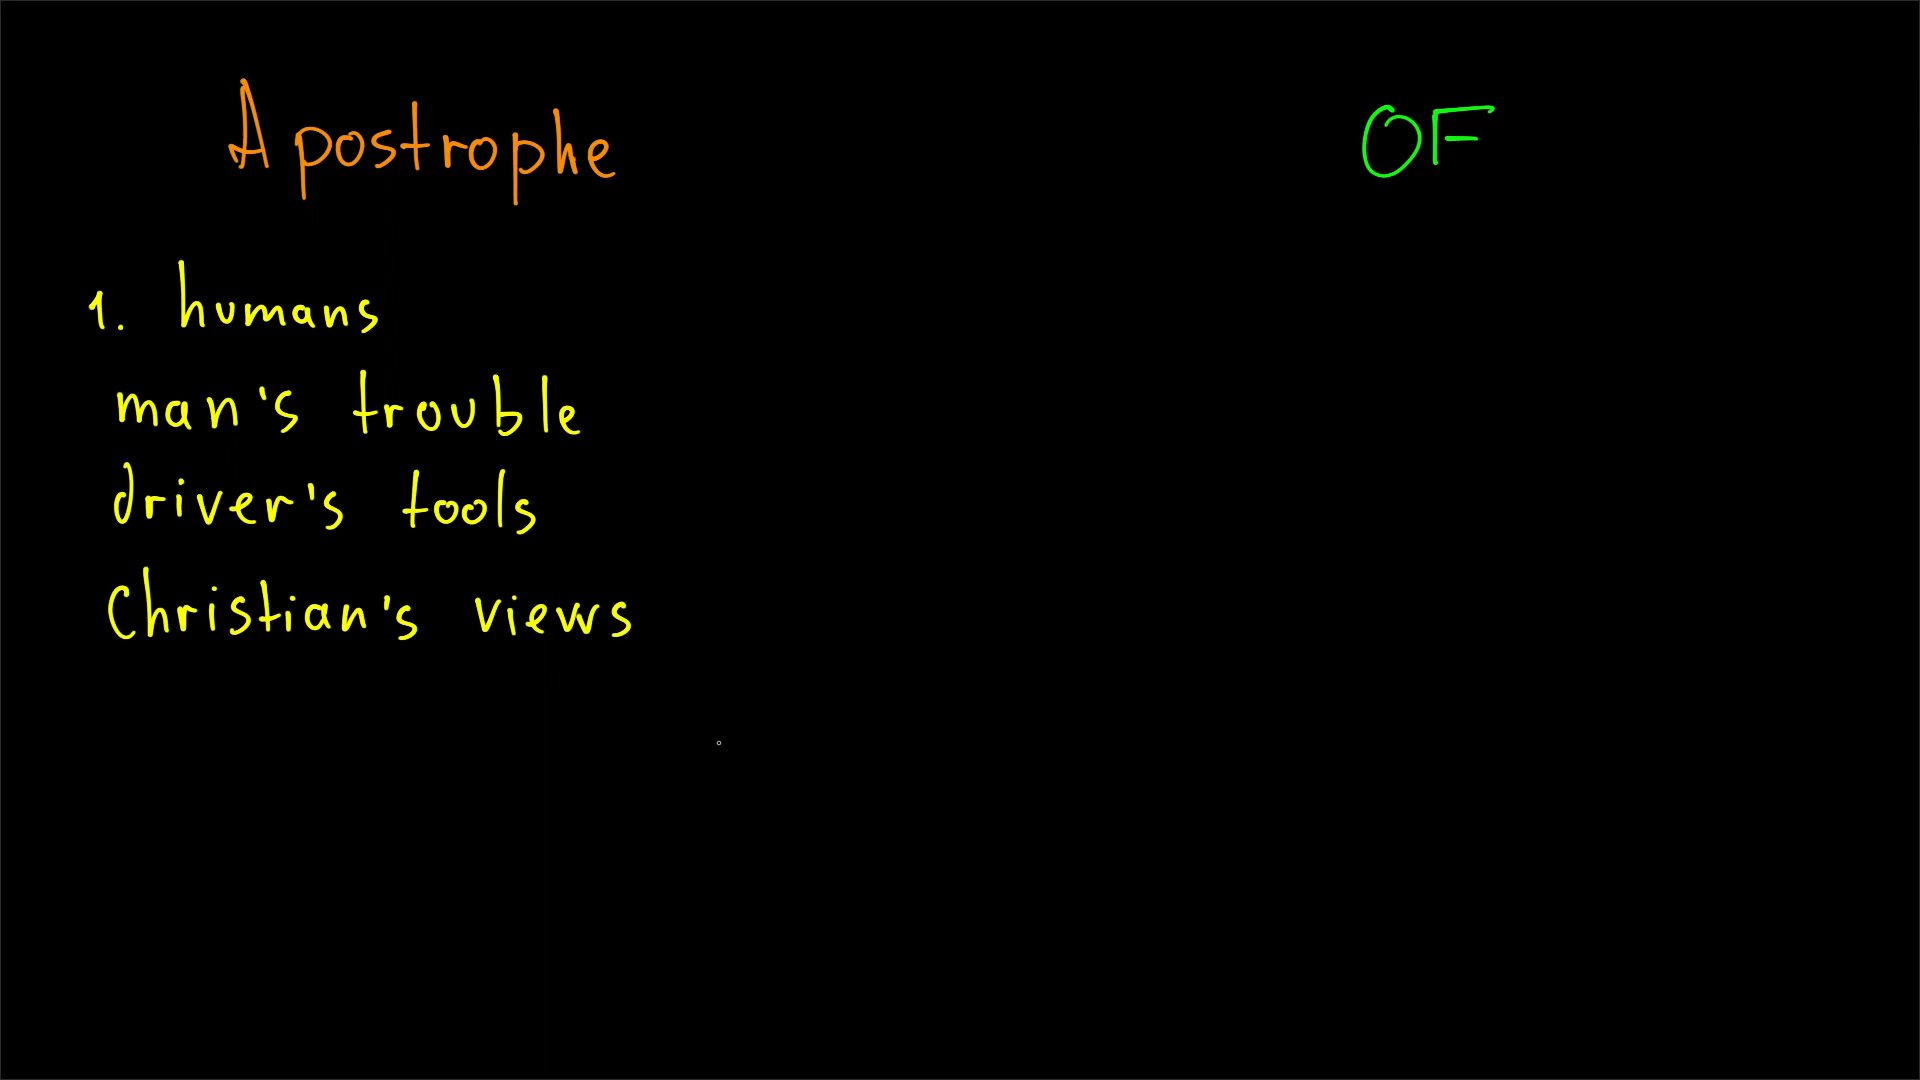 Apostrophe
OF
1. humans
man's trouble
driver's tools
Christian's views